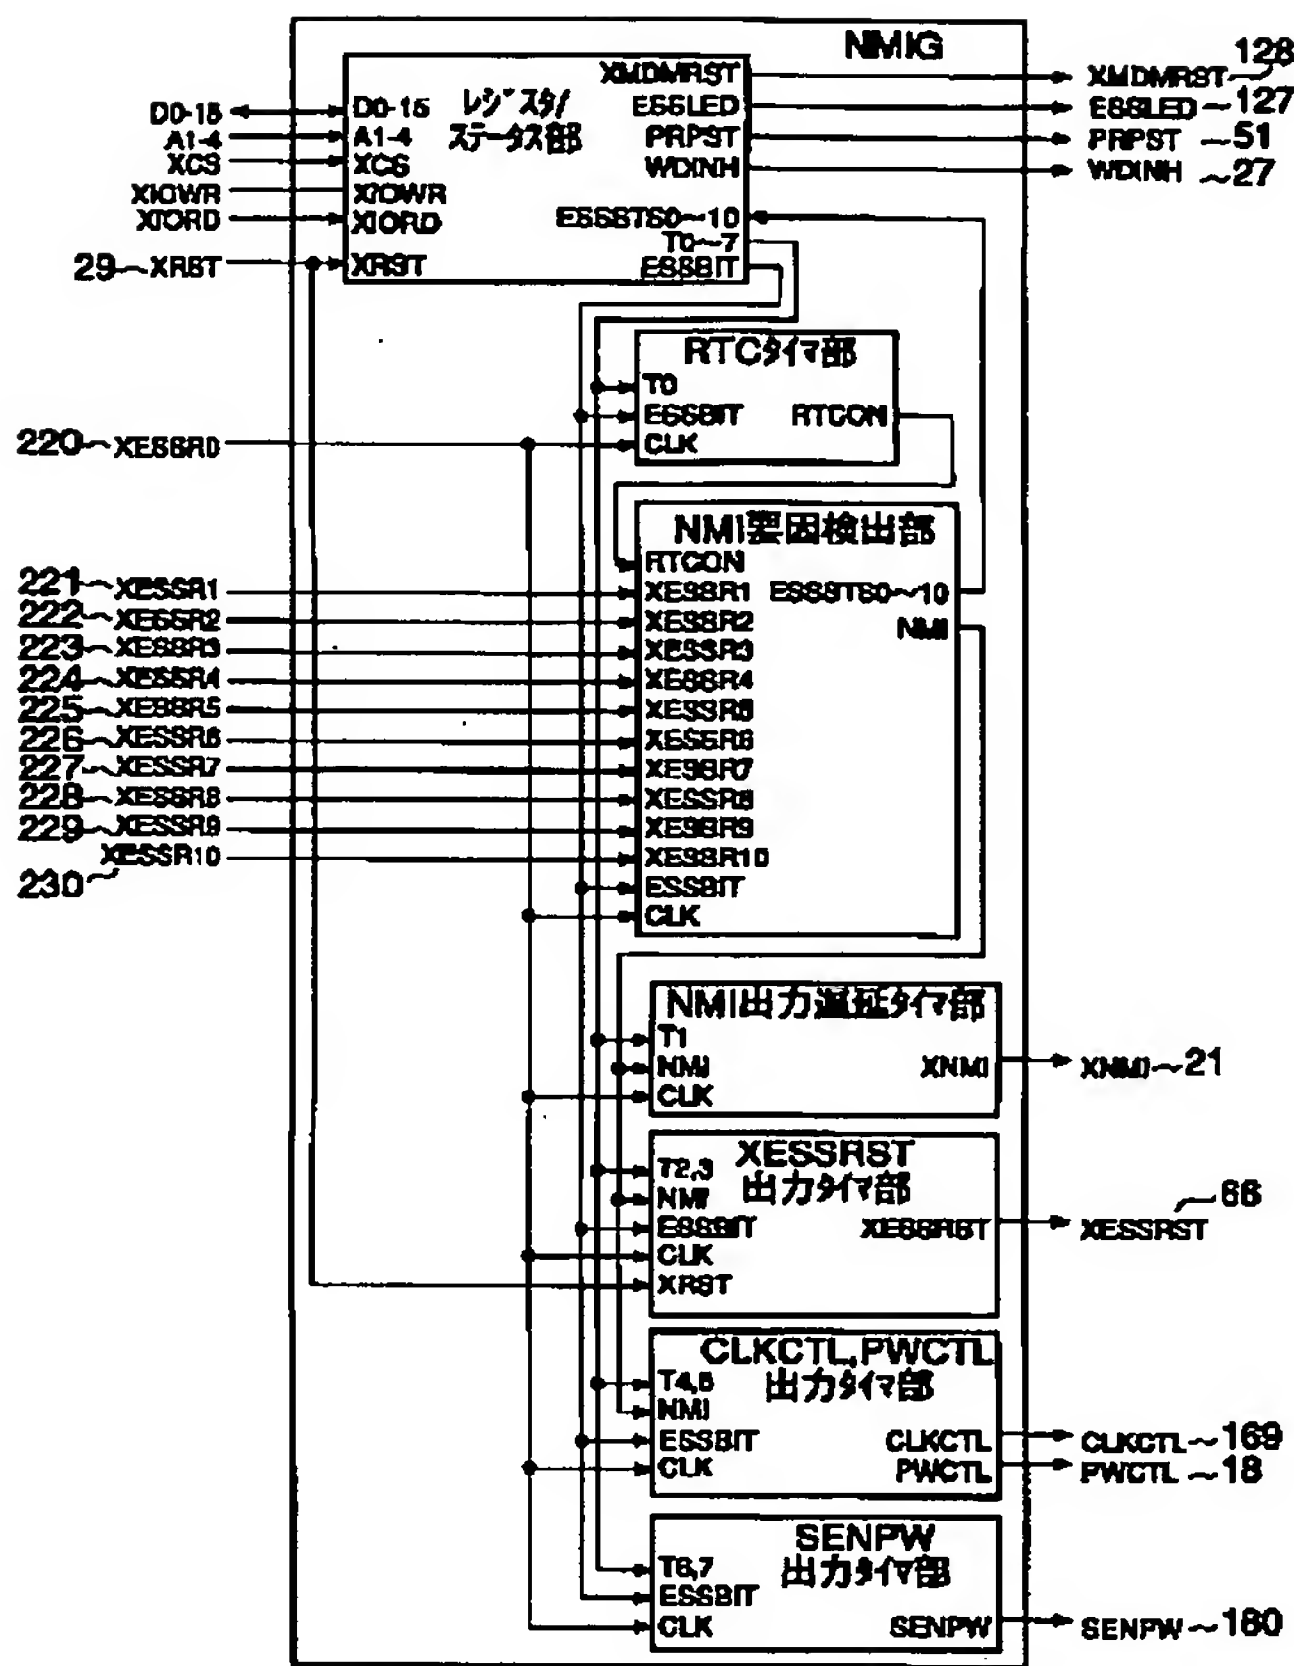 NMIG
レジスタ/
ステータス部
D0-15
A1-4
XCS
XIOWR
XIORD
29 XRST
D0-15
A1-4
XCS
XIOWR
XIORD
XRST
XMDMRST
ESSLED
PRPST
WDINH
ESSSTS0~10
T0~7
ESSBIT
XMDMRST 128
ESSLED 127
PRPST 51
WDINH 27
RTCタイマ部
T0
ESSBIT RTCON
CLK
220 XESSR0
NMI要因検出部
RTCON
XESSR1 ESSSTS0~10
XESSR2 NMI
XESSR3
XESSR4
XESSR5
XESSR6
XESSR7
XESSR8
XESSR9
XESSR10
ESSBIT
CLK
221 XESSR1
222 XESSR2
223 XESSR3
224 XESSR4
225 XESSR5
226 XESSR6
227 XESSR7
228 XESSR8
229 XESSR9
XESSR10
230
NMI出力遅延タイマ部
T1
NMI XNMI
CLK
XNMI 21
XESSRST
出力タイマ部
T2,3
NMI
ESSBIT XESSRST
CLK
XRST
66
XESSRST
CLKCTL,PWCTL
出力タイマ部
T4,5
NMI
ESSBIT CLKCTL
CLK PWCTL
CLKCTL 169
PWCTL 18
SENPW
出力タイマ部
T6,7
ESSBIT
CLK SENPW
SENPW 180